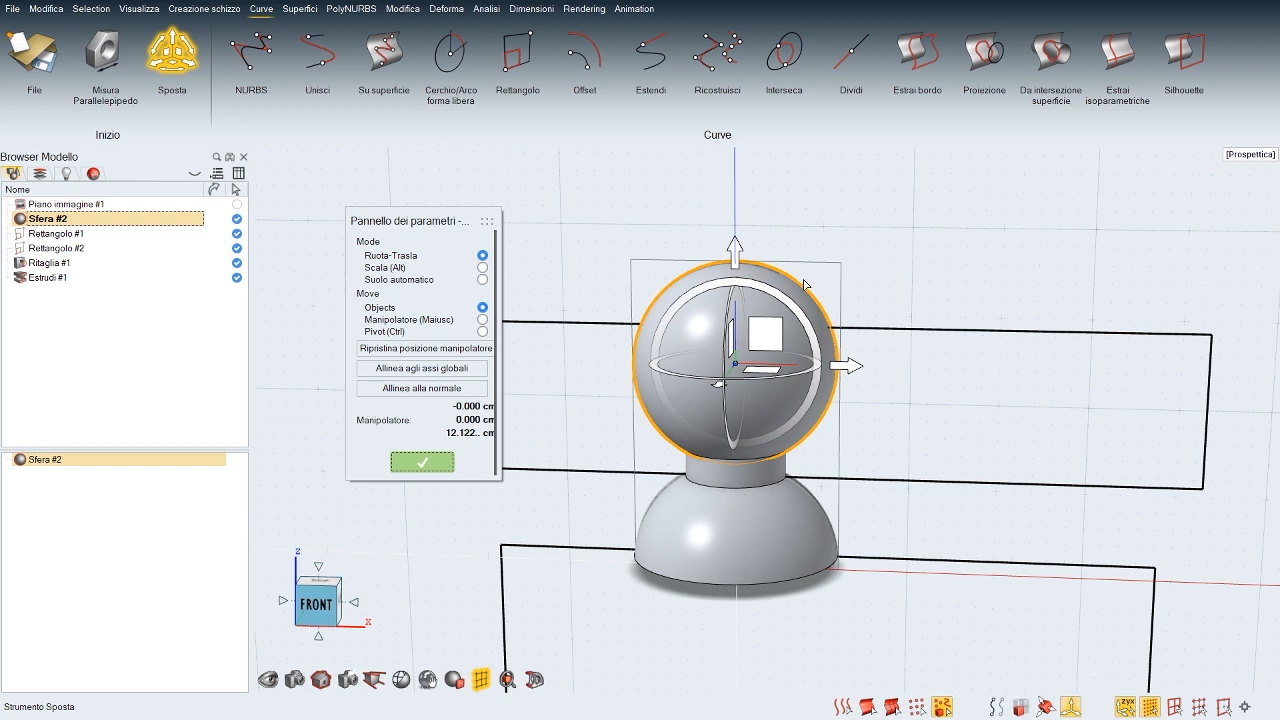 File Modifica Selection Visualizza Creazione schizzo Curve Superfici PolyNURBS Modifica Deforma Analisi Dimensioni Rendering Animation
File Misura Parallelepipedo Sposta NURBS Unisci Su superficie Cerchio/Arco forma libera Rettangolo Offset Estendi Ricostruisci Interseca Dividi Estrai bordo Proiezione Da intersezione superficie Estrai isoparametriche Silhouette
Inizio Curve
Browser Modello
[Prospettica]
Nome
Piano immagine #1
Sfera #2
Rettangolo #1
Rettangolo #2
Ritaglia #1
Estrudi #1
Pannello dei parametri -...
Mode
Ruota-Trasla
Scala (Alt)
Suolo automatico
Move
Objects
Manipolatore (Maiusc)
Pivot (Ctrl)
Ripristina posizione manipolatore
Allinea agli assi globali
Allinea alla normale
-0.000 cm
Manipolatore: 0.000 cm
12.122.. cm
Sfera #2
z
FRONT
x
zyx
Strumento Sposta